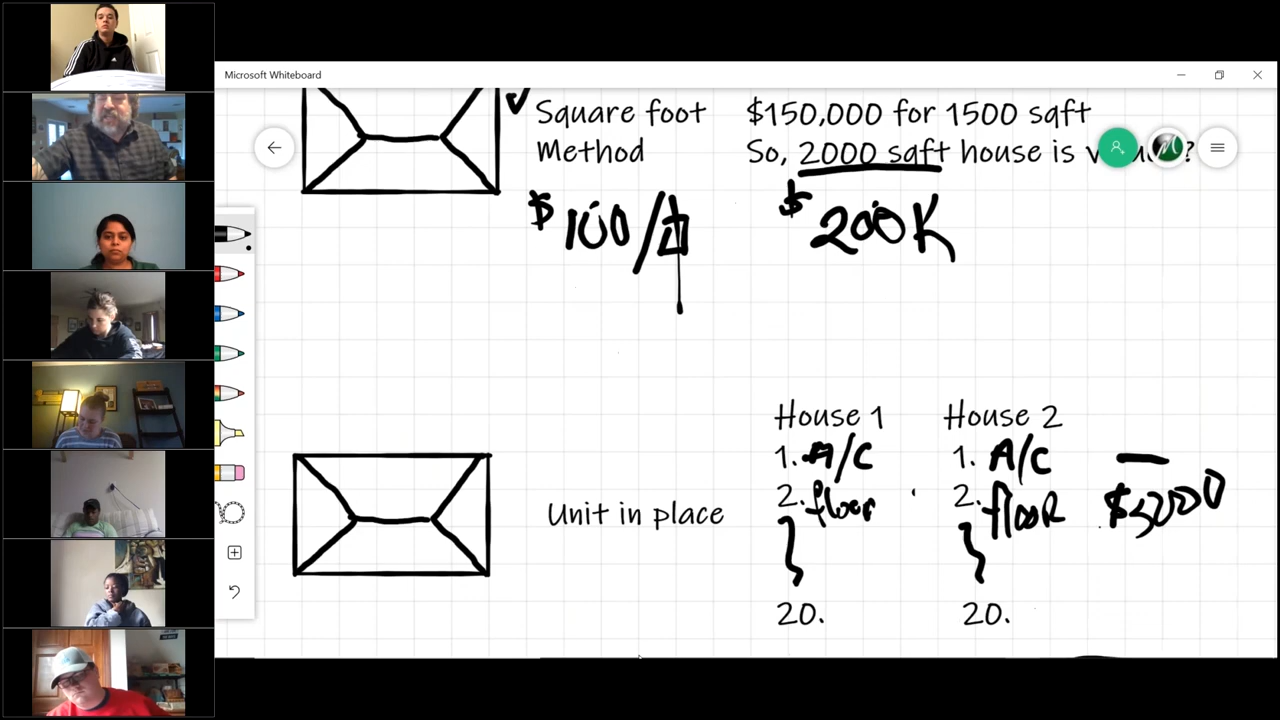 Microsoft Whiteboard
Square foot $150,000 for 1500 sqft
Method So, 2000 sqft house is ?
$100/ $200K
House 1 House 2
1. A/C 1. A/C
Unit in place 2. floor 2. flooR $3000
20. 20.